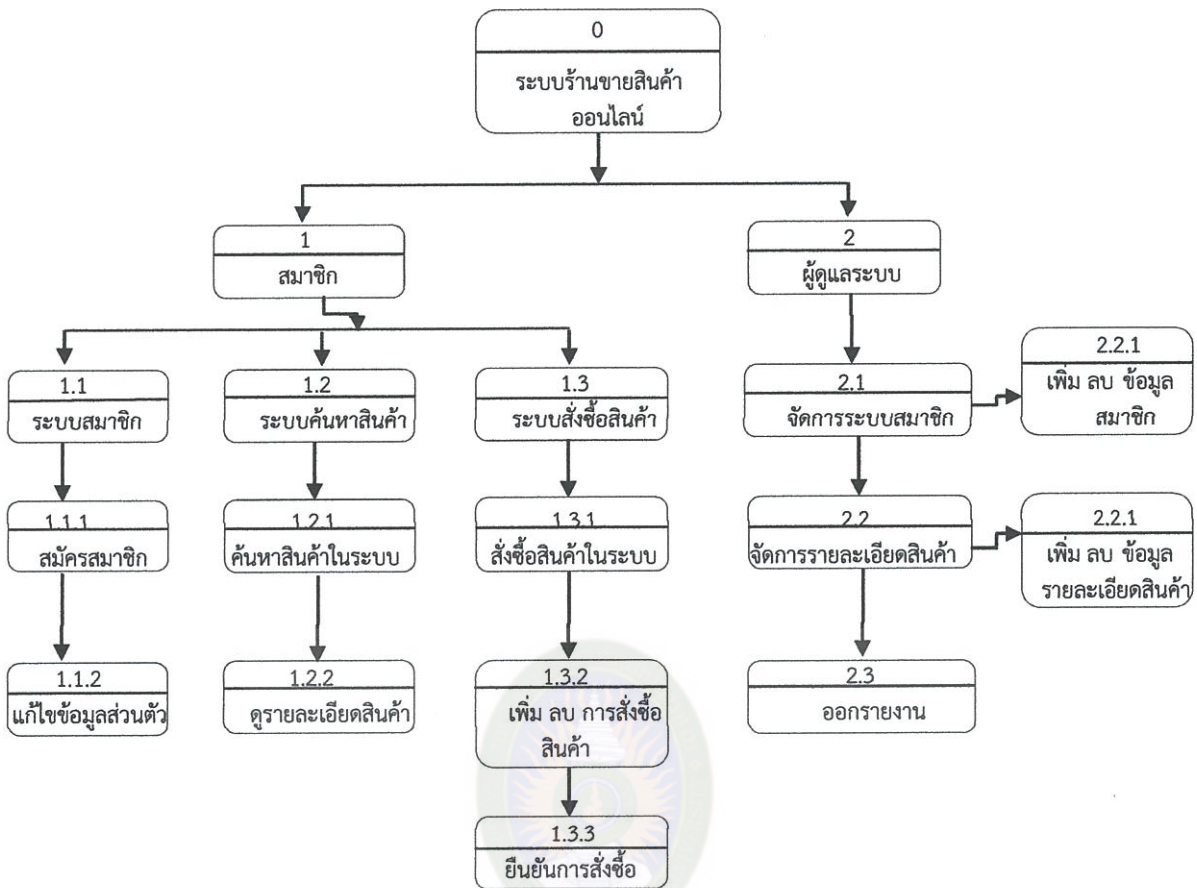 0
ระบบร้านขายสินค้า
ออนไลน์
1
สมาชิก
2
ผู้ดูแลระบบ
1.1
ระบบสมาชิก
1.2
ระบบค้นหาสินค้า
1.3
ระบบสั่งซื้อสินค้า
2.1
จัดการระบบสมาชิก
2.2.1
เพิ่ม ลบ ข้อมูล
สมาชิก
1.1.1
สมัครสมาชิก
1.2.1
ค้นหาสินค้าในระบบ
1.3.1
สั่งซื้อสินค้าในระบบ
2.2
จัดการรายละเอียดสินค้า
2.2.1
เพิ่ม ลบ ข้อมูล
รายละเอียดสินค้า
1.1.2
แก้ไขข้อมูลส่วนตัว
1.2.2
ดูรายละเอียดสินค้า
1.3.2
เพิ่ม ลบ การสั่งซื้อ
สินค้า
2.3
ออกรายงาน
1.3.3
ยืนยันการสั่งซื้อ